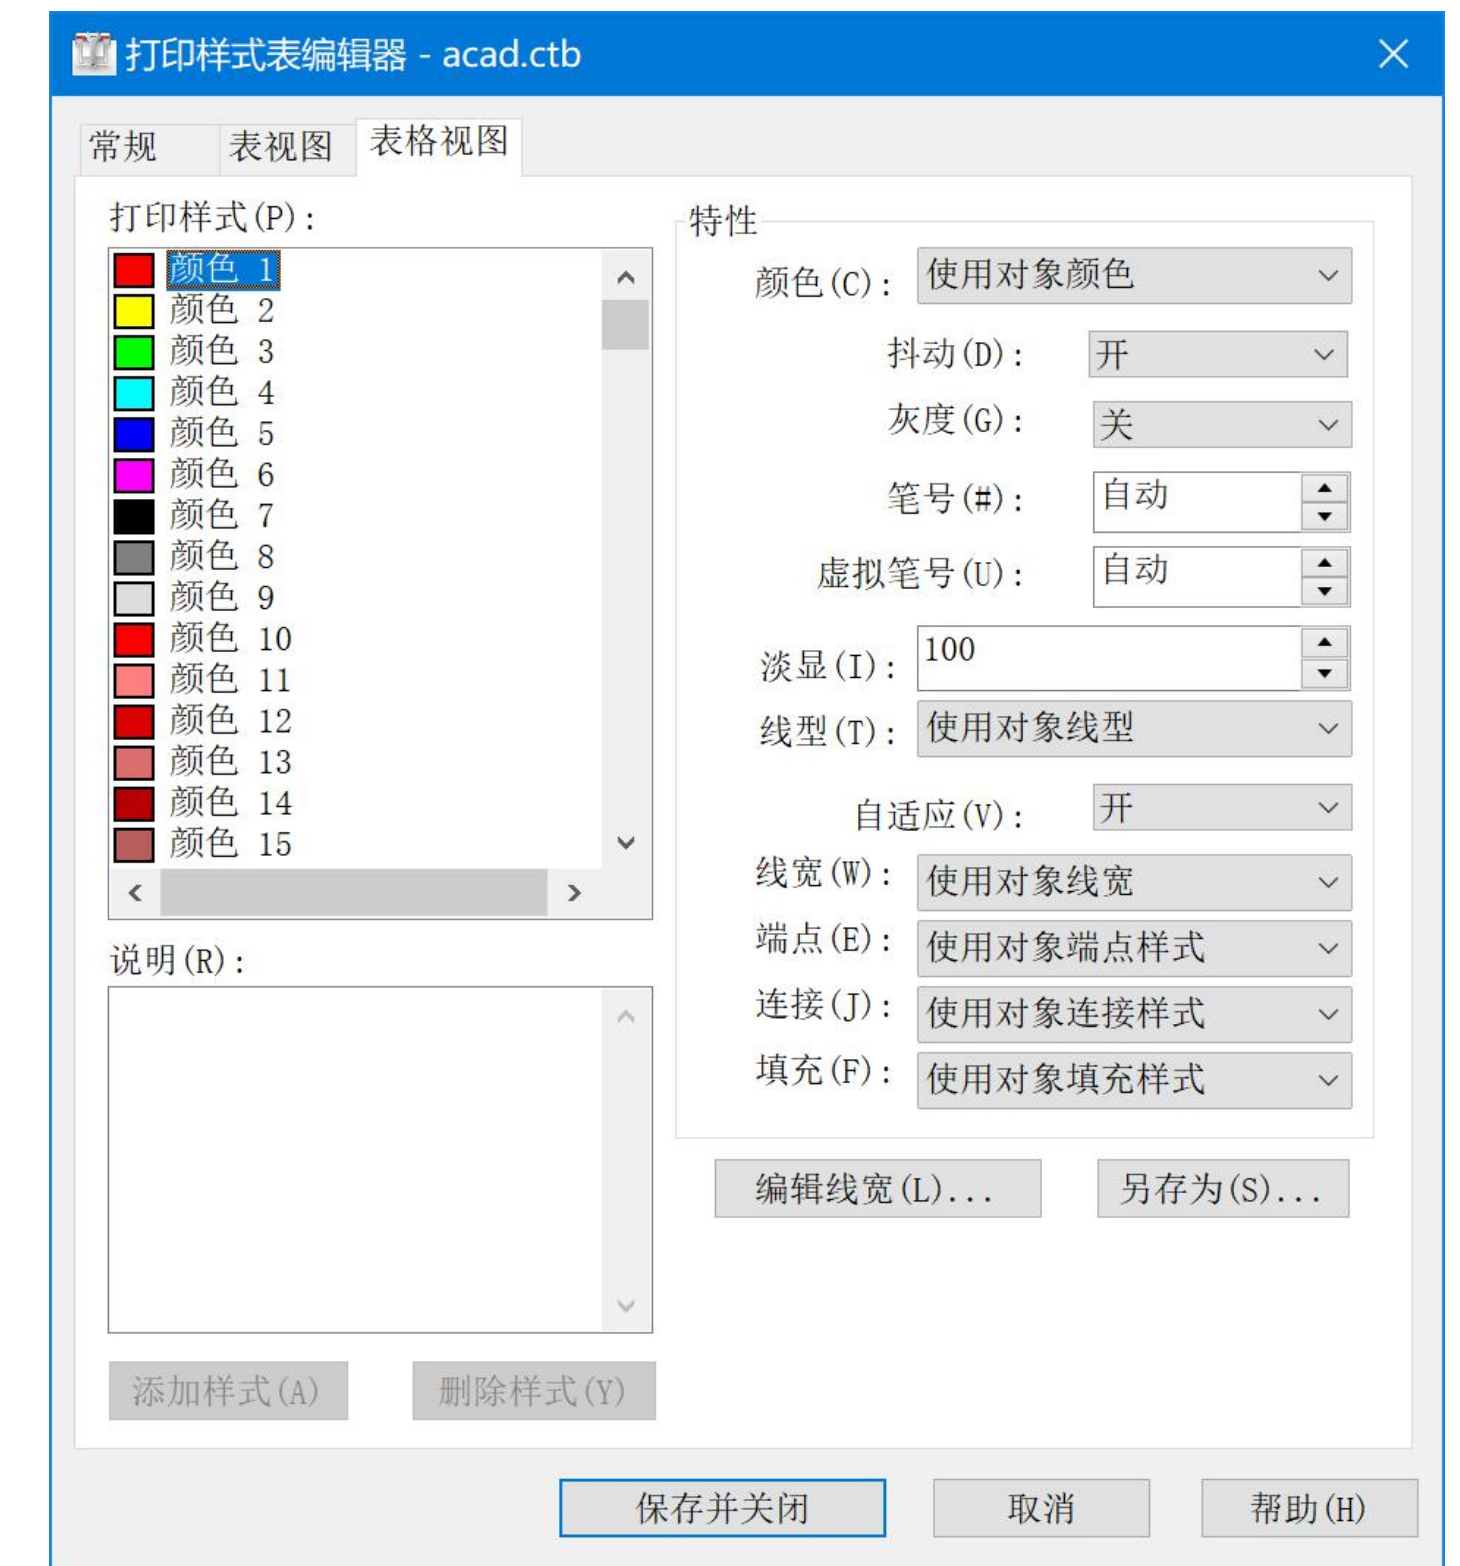 打印样式表编辑器 - acad.ctb
常规 表视图 表格视图
打印样式(P):
颜色 1
颜色 2
颜色 3
颜色 4
颜色 5
颜色 6
颜色 7
颜色 8
颜色 9
颜色 10
颜色 11
颜色 12
颜色 13
颜色 14
颜色 15
说明(R):
添加样式(A) 删除样式(Y)
特性
颜色(C): 使用对象颜色
抖动(D): 开
灰度(G): 关
笔号(#): 自动
虚拟笔号(U): 自动
淡显(I): 100
线型(T): 使用对象线型
自适应(V): 开
线宽(W): 使用对象线宽
端点(E): 使用对象端点样式
连接(J): 使用对象连接样式
填充(F): 使用对象填充样式
编辑线宽(L)... 另存为(S)...
保存并关闭 取消 帮助(H)